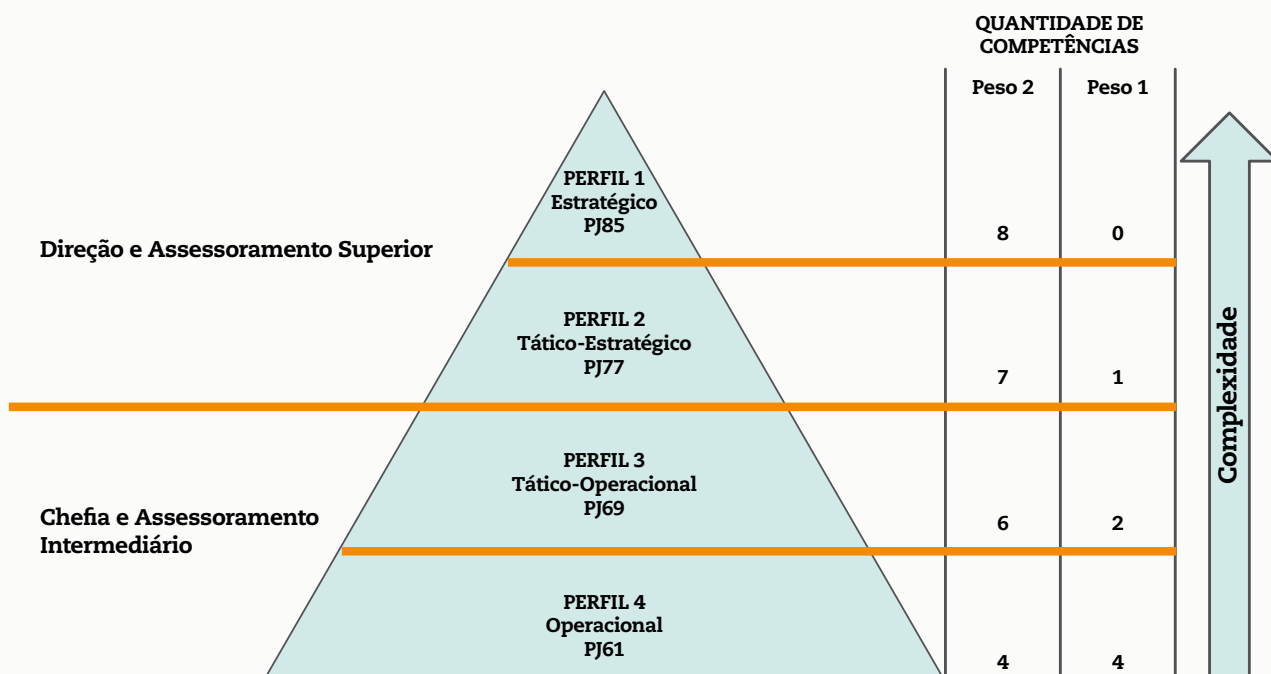 QUANTIDADE DE
COMPETÊNCIAS
Peso 2
Peso 1
PERFIL 1
Estratégico
PJ85
Direção e Assessoramento Superior
8
0
PERFIL 2
Tático-Estratégico
PJ77
7
1
PERFIL 3
Tático-Operacional
PJ69
Chefia e Assessoramento
Intermediário
6
2
PERFIL 4
Operacional
PJ61
4
4
Complexidade